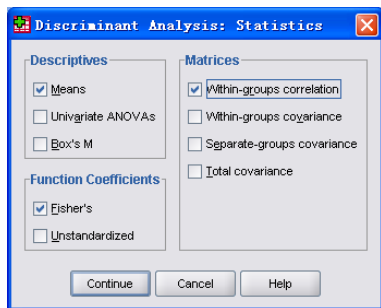 Discriminant Analysis: Statistics
Descriptives
Means
Univariate ANOVAs
Box's M
Function Coefficients
Fisher's
Unstandardized
Matrices
Within-groups correlation
Within-groups covariance
Separate-groups covariance
Total covariance
Continue
Cancel
Help